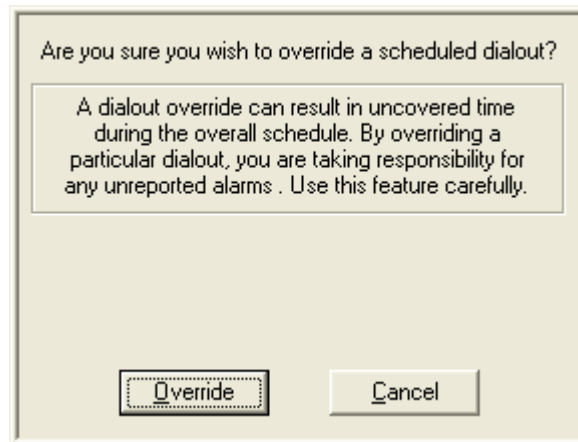 Are you sure you wish to override a scheduled dialout?
A dialout override can result in uncovered time
during the overall schedule. By overriding a
particular dialout, you are taking responsibility for
any unreported alarms . Use this feature carefully.
Override
Cancel